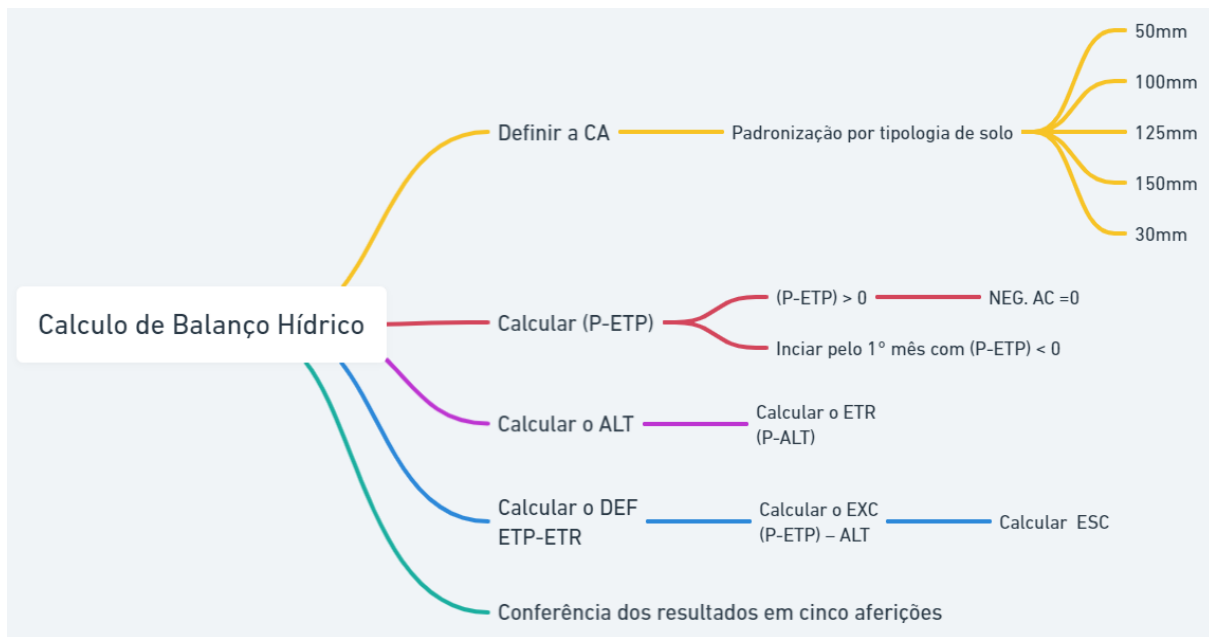 Calculo de Balanço Hídrico
Definir a CA
Padronização por tipologia de solo
50mm
100mm
125mm
150mm
30mm
Calcular (P-ETP)
(P-ETP) > 0
NEG. AC =0
Inciar pelo 1° mês com (P-ETP) < 0
Calcular o ALT
Calcular o ETR
(P-ALT)
Calcular o DEF
ETP-ETR
Calcular o EXC
(P-ETP) – ALT
Calcular ESC
Conferência dos resultados em cinco aferições